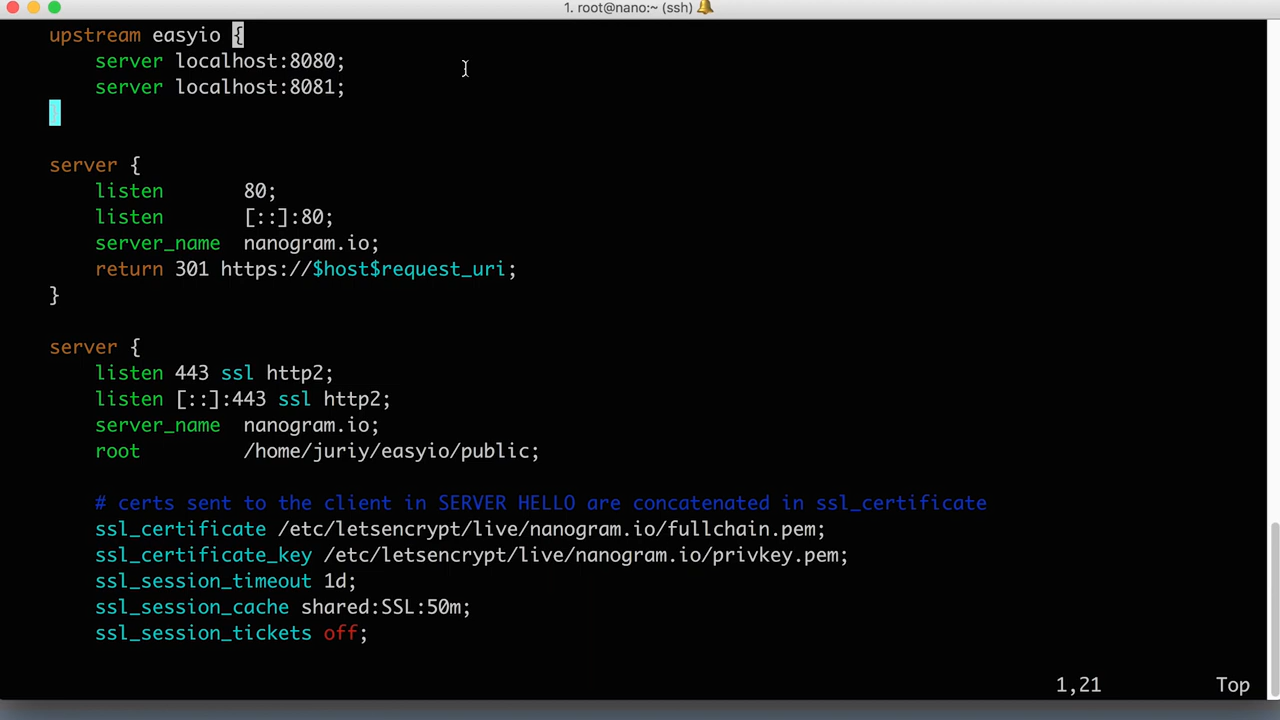 1. root@nano:~ (ssh)
upstream easyio {
server localhost:8080;
server localhost:8081;
server {
listen 80;
listen [::]:80;
server_name nanogram.io;
return 301 https://$host$request_uri;
}
server {
listen 443 ssl http2;
listen [::]:443 ssl http2;
server_name nanogram.io;
root /home/juriy/easyio/public;
# certs sent to the client in SERVER HELLO are concatenated in ssl_certificate
ssl_certificate /etc/letsencrypt/live/nanogram.io/fullchain.pem;
ssl_certificate_key /etc/letsencrypt/live/nanogram.io/privkey.pem;
ssl_session_timeout 1d;
ssl_session_cache shared:SSL:50m;
ssl_session_tickets off;
1,21 Top